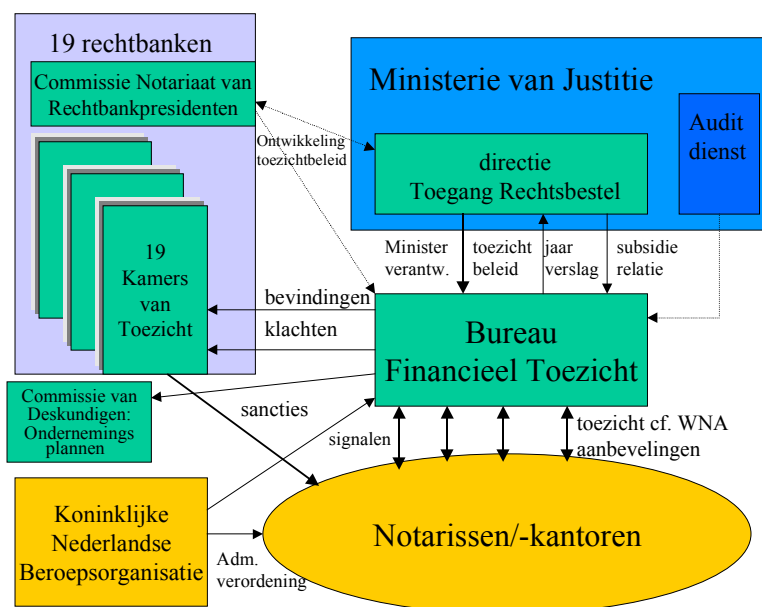 19 rechtbanken
Commissie Notariaat van
Rechtbankpresidenten
Ministerie van Justitie
Audit
dienst
Ontwikkeling
toezichtbeleid
directie
Toegang Rechtsbestel
19
Kamers
van
Toezicht
Minister
verantw.
toezicht
beleid
jaar
verslag
subsidie
relatie
bevindingen
klachten
Bureau
Financieel Toezicht
Commissie van
Deskundigen:
Ondernemings
plannen
sancties
signalen
toezicht cf. WNA
aanbevelingen
Koninklijke
Nederlandse
Beroepsorganisatie
Adm.
verordening
Notarissen/-kantoren